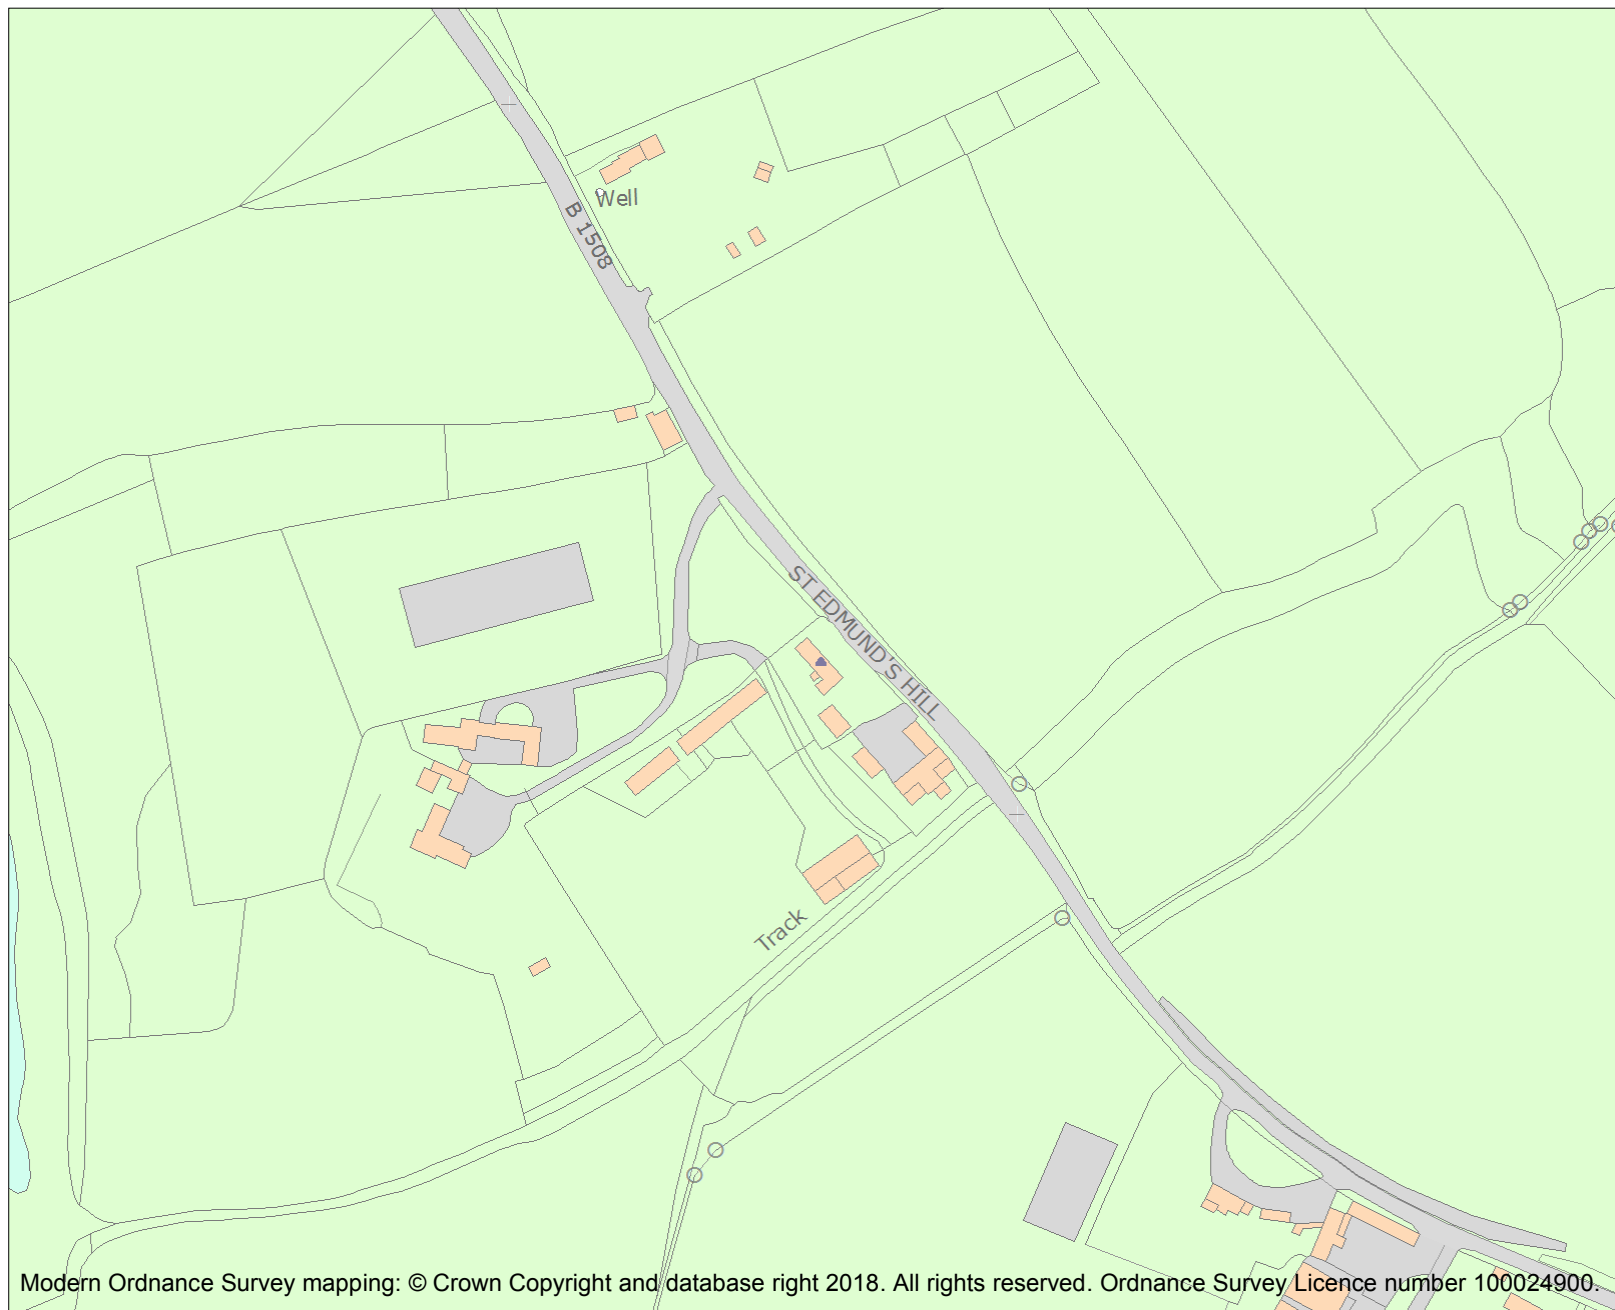 Well
B 1508
ST EDMUND'S HILL
Track
Modern Ordnance Survey mapping: © Crown Copyright and database right 2018. All rights reserved. Ordnance Survey Licence number 100024900.